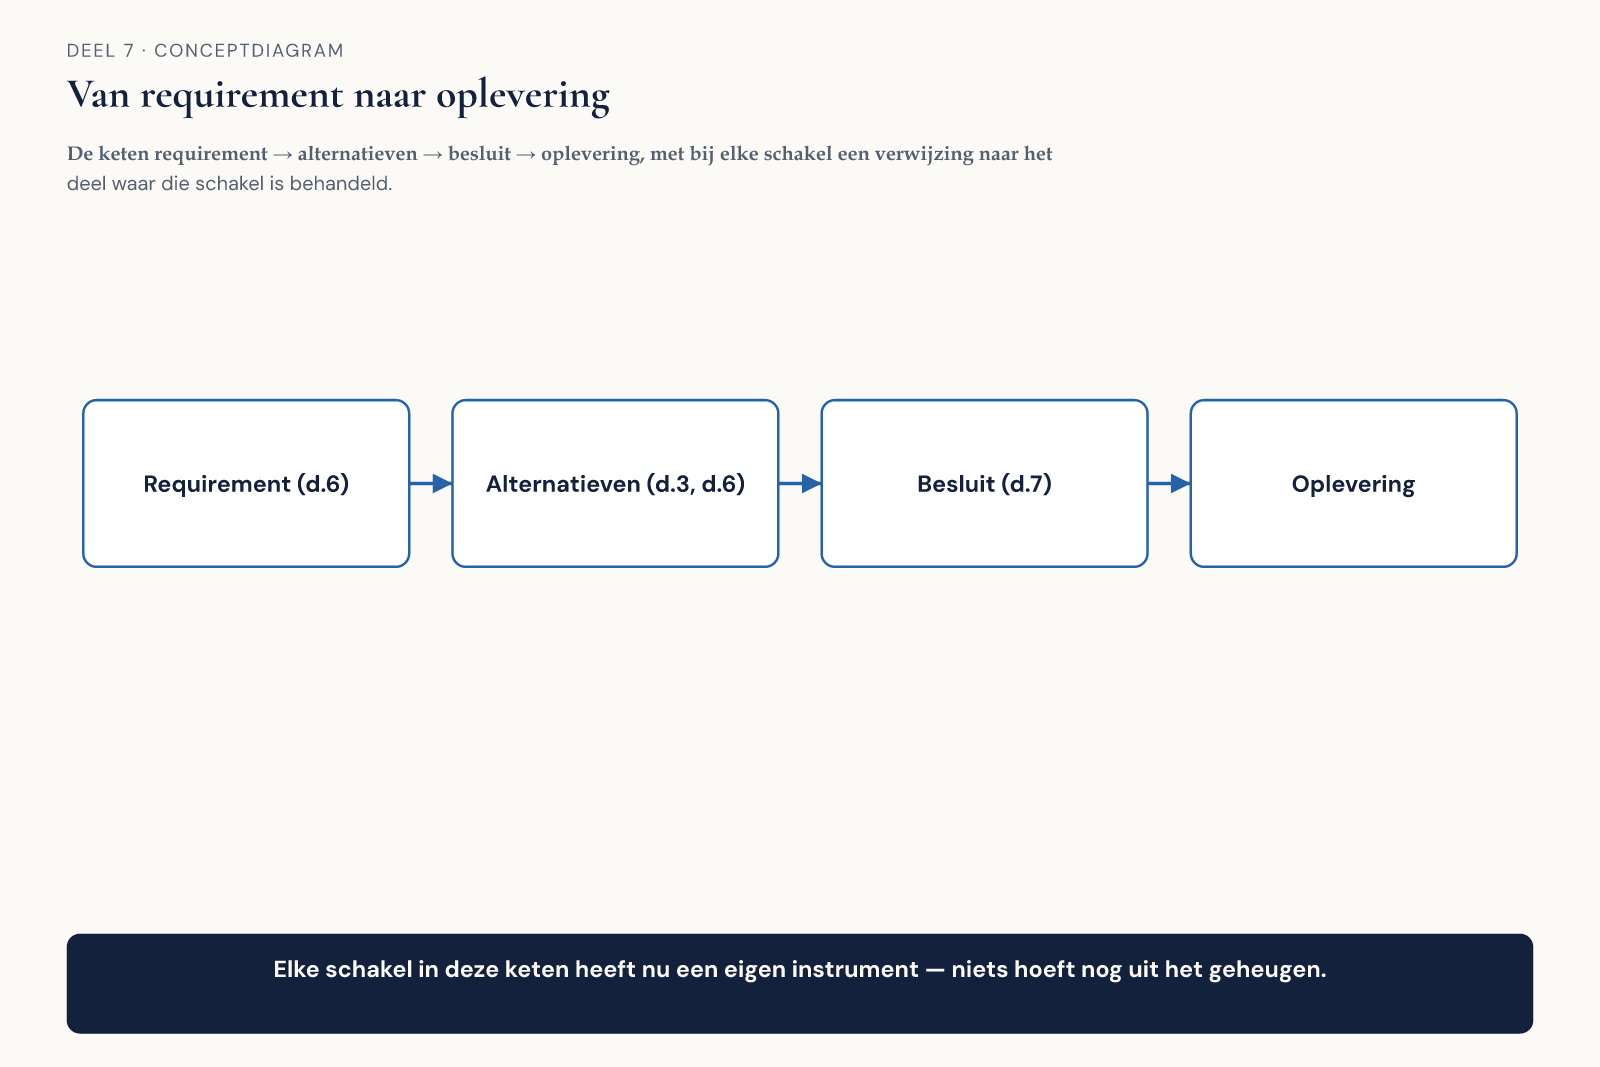 DEEL 7 · CONCEPTDIAGRAM
Van requirement naar oplevering
De keten requirement → alternatieven → besluit → oplevering, met bij elke schakel een verwijzing naar het
deel waar die schakel is behandeld.
Requirement (d.6)
Alternatieven (d.3, d.6)
Besluit (d.7)
Oplevering
Elke schakel in deze keten heeft nu een eigen instrument — niets hoeft nog uit het geheugen.